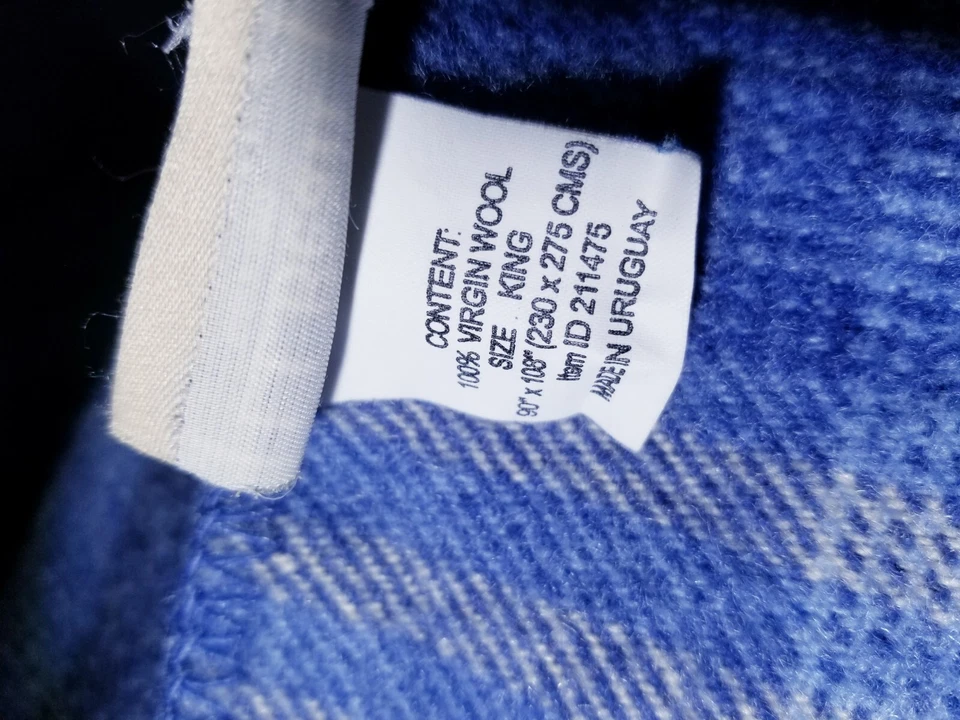 CONTENT:
100% VIRGIN WOOL
SIZE KING
90" x 108" (230 x 275 CMS)
Item ID 211475
MADE IN URUGUAY